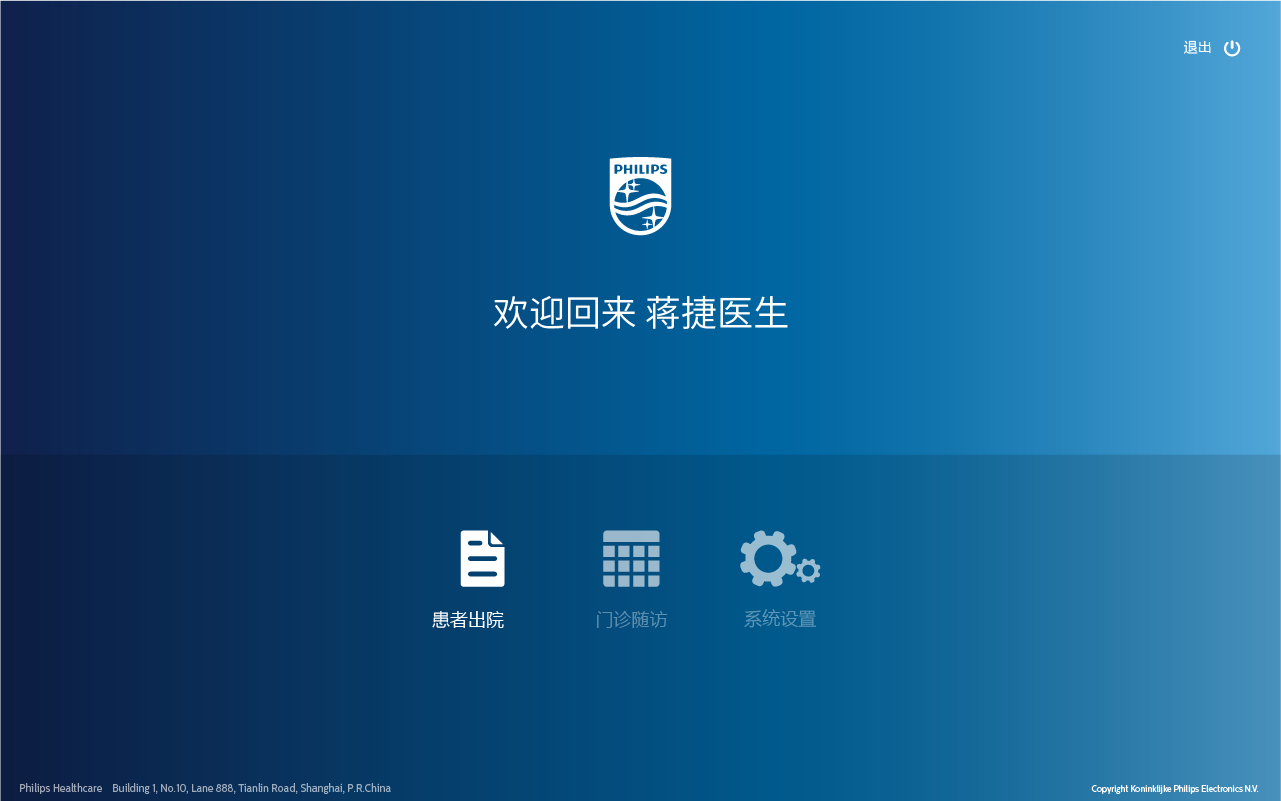 退出
PHILIPS
欢迎回来 蒋捷医生
患者出院
门诊随访
系统设置
Philips Healthcare Building 1, No.10, Lane 888, Tianlin Road, Shanghai, P.R.China
Copyright Koninklijke Philips Electronics N.V.